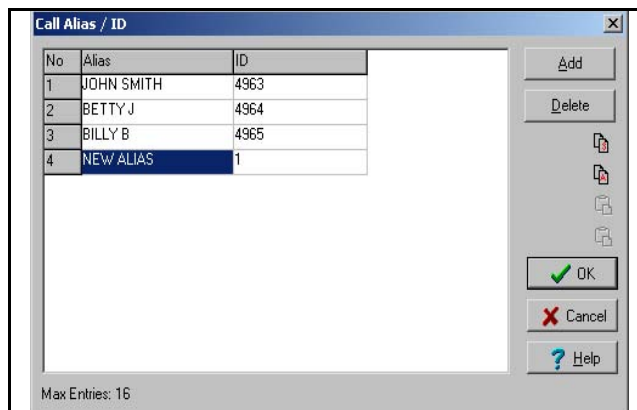 Call Alias / ID
No Alias ID
1 JOHN SMITH 4963
2 BETTY J 4964
3 BILLY B 4965
4 NEW ALIAS 1
Add
Delete
OK
Cancel
? Help
Max Entries: 16